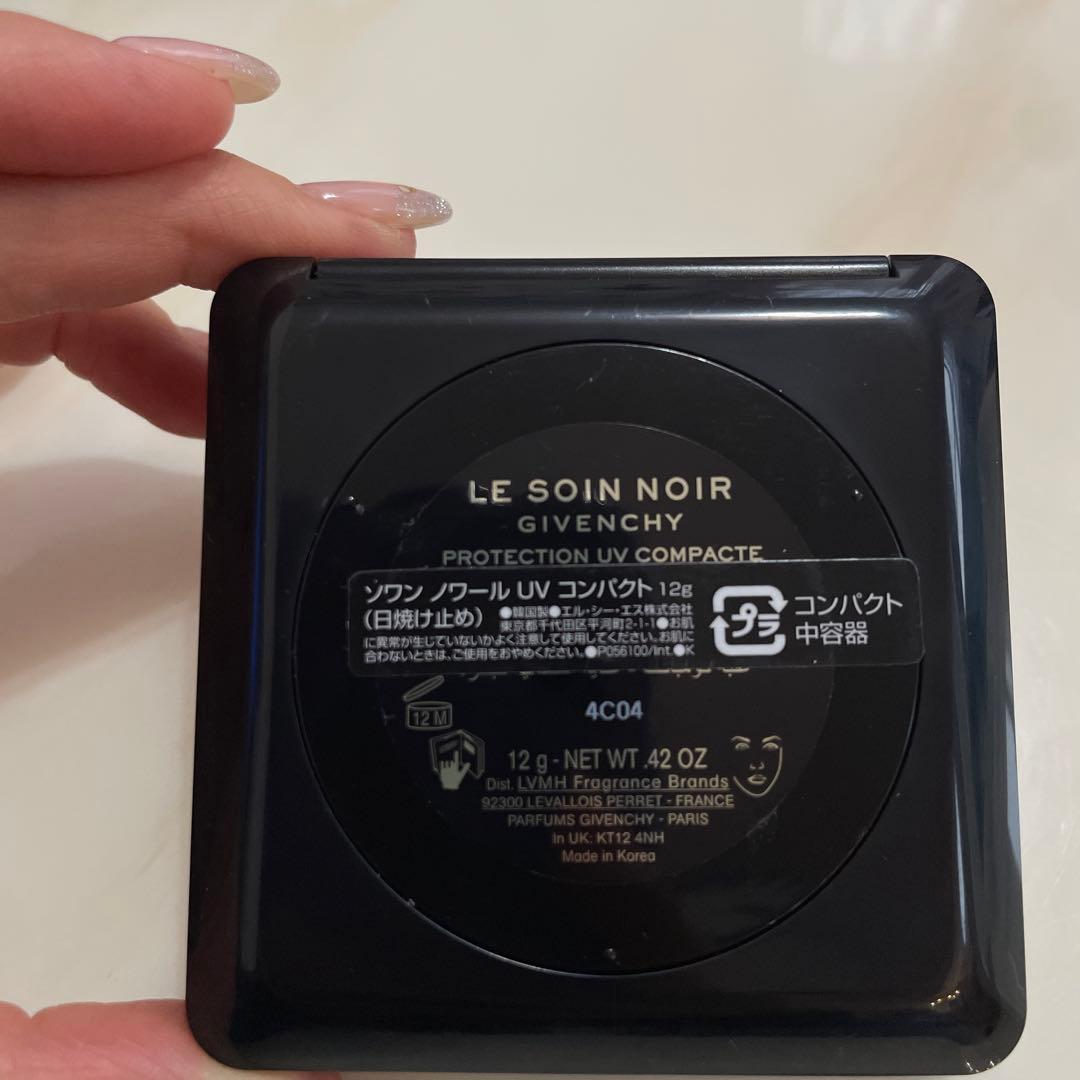 LE SOIN NOIR
GIVENCHY
PROTECTION UV COMPACTE
ソワン ノワール UV コンパクト 12g
(日焼け止め) ●韓国製●エル・シー・エス株式会社
東京都千代田区平河町2-1-1●お肌
に異常が生じていないかよく注意して使用してください。お肌に
合わないときは、ご使用をおやめください。●P056100/Int.●K
プラ
コンパクト
中容器
12 M
4C04
12 g - NET WT .42 OZ
Dist. LVMH Fragrance Brands
92300 LEVALLOIS PERRET - FRANCE
PARFUMS GIVENCHY - PARIS
In UK: KT12 4NH
Made in Korea